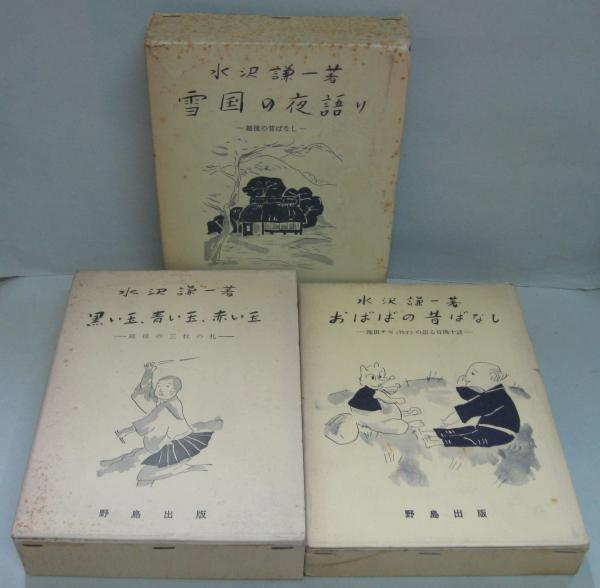 水沢謙一著
雪国の夜語り
―越後の昔ばなし―
水沢謙一著
黒い玉、青い玉、赤い玉
―越後の三枚の札―
野島出版
水沢謙一著
おばばの昔ばなし
野島出版